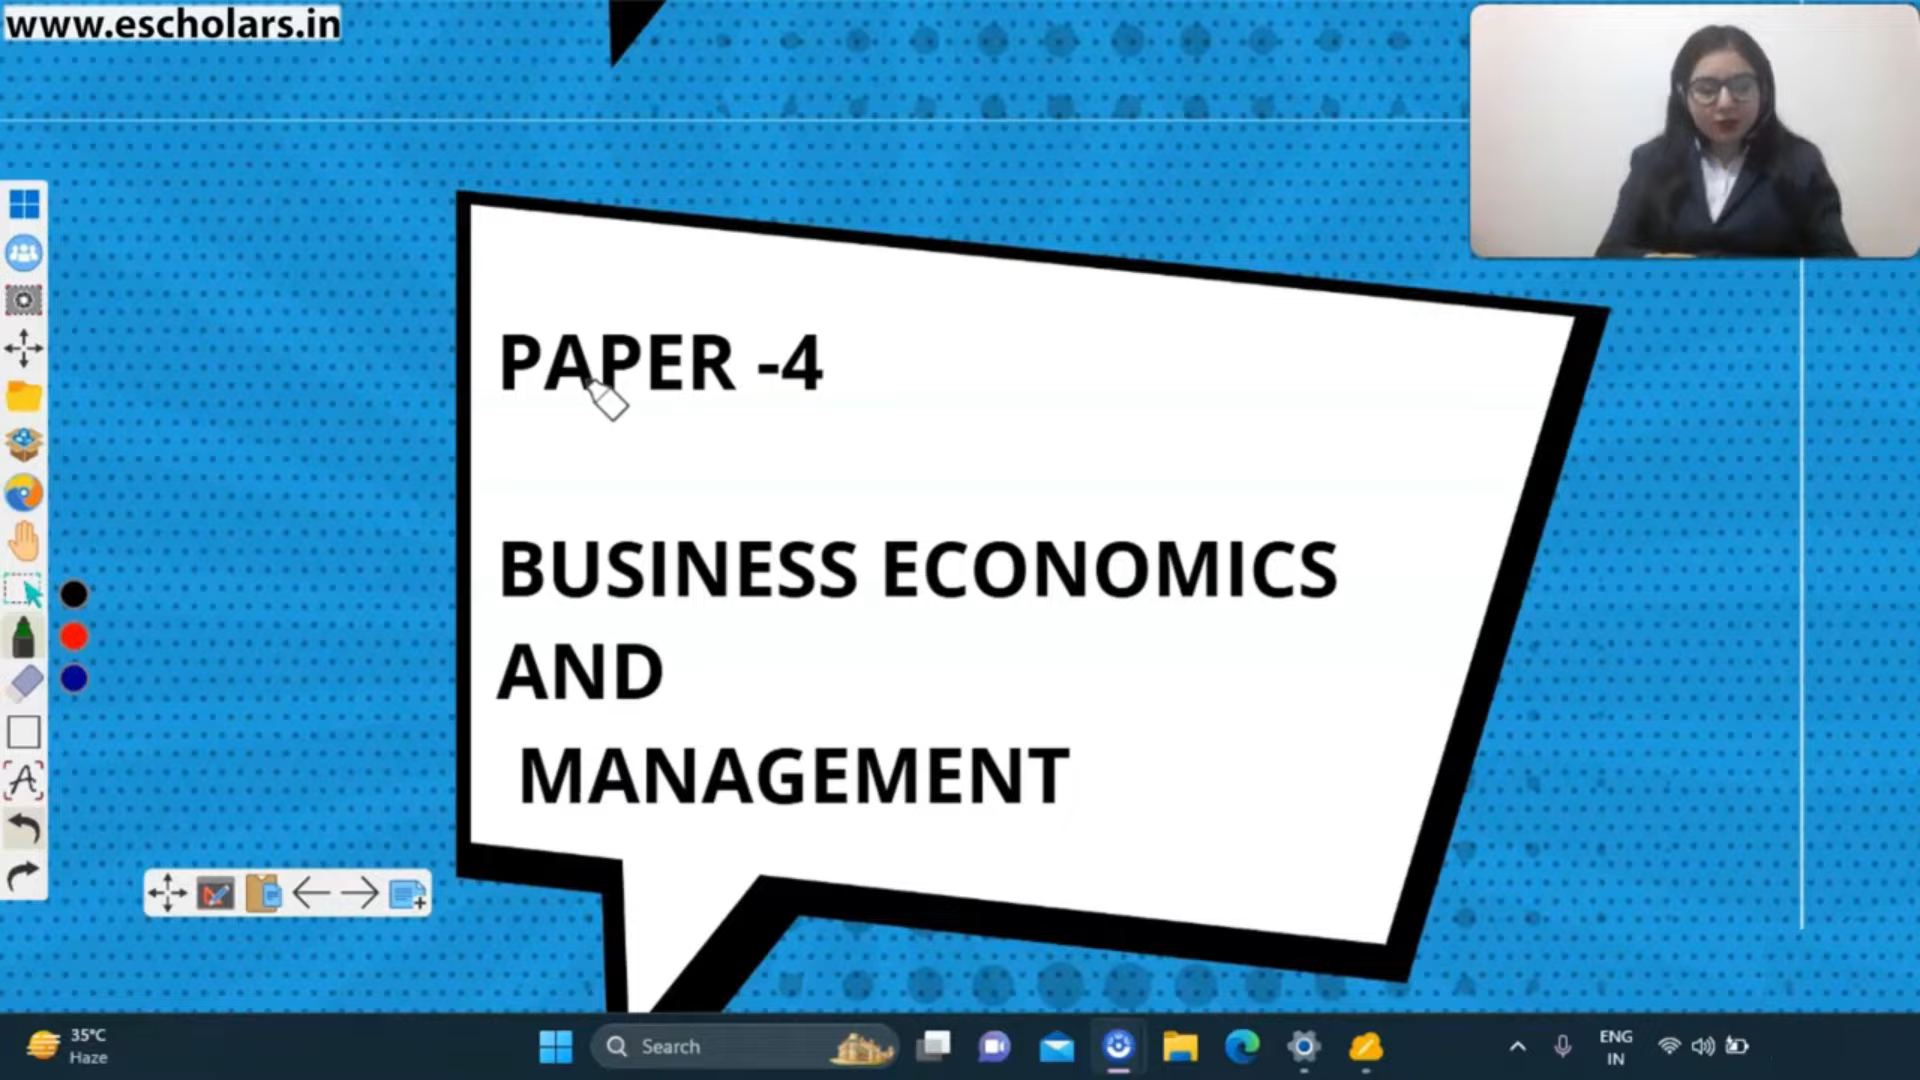 www.escholars.in
PAPER -4
BUSINESS ECONOMICS
AND
MANAGEMENT
35°C
Haze
Search
ENG
IN